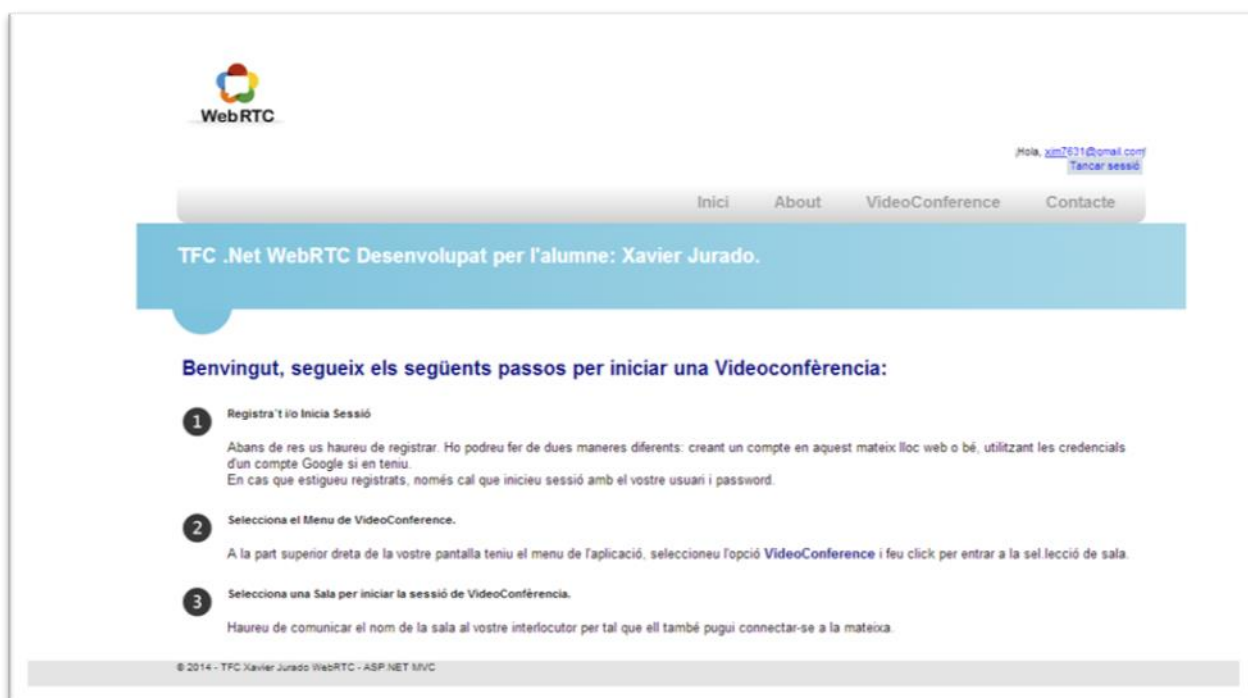 WebRTC
¡Hola, xim7631@gmail.com!
Tancar sessió
Inici About VideoConference Contacte
TFC .Net WebRTC Desenvolupat per l'alumne: Xavier Jurado.
Benvingut, segueix els següents passos per iniciar una Videoconfèrencia:
1 Registra't i/o Inicia Sessió
Abans de res us haureu de registrar. Ho podreu fer de dues maneres diferents: creant un compte en aquest mateix lloc web o bé, utilitzant les credencials
d'un compte Google si en teniu.
En cas que estigueu registrats, només cal que inicieu sessió amb el vostre usuari i password.
2 Selecciona el Menu de VideoConference.
A la part superior dreta de la vostre pantalla teniu el menu de l'aplicació, seleccioneu l'opció VideoConference i feu click per entrar a la sel.lecció de sala.
3 Selecciona una Sala per iniciar la sessió de VideoConfèrencia.
Haureu de comunicar el nom de la sala al vostre interlocutor per tal que ell també pugui connectar-se a la mateixa.
© 2014 - TFC Xavier Jurado WebRTC - ASP.NET MVC